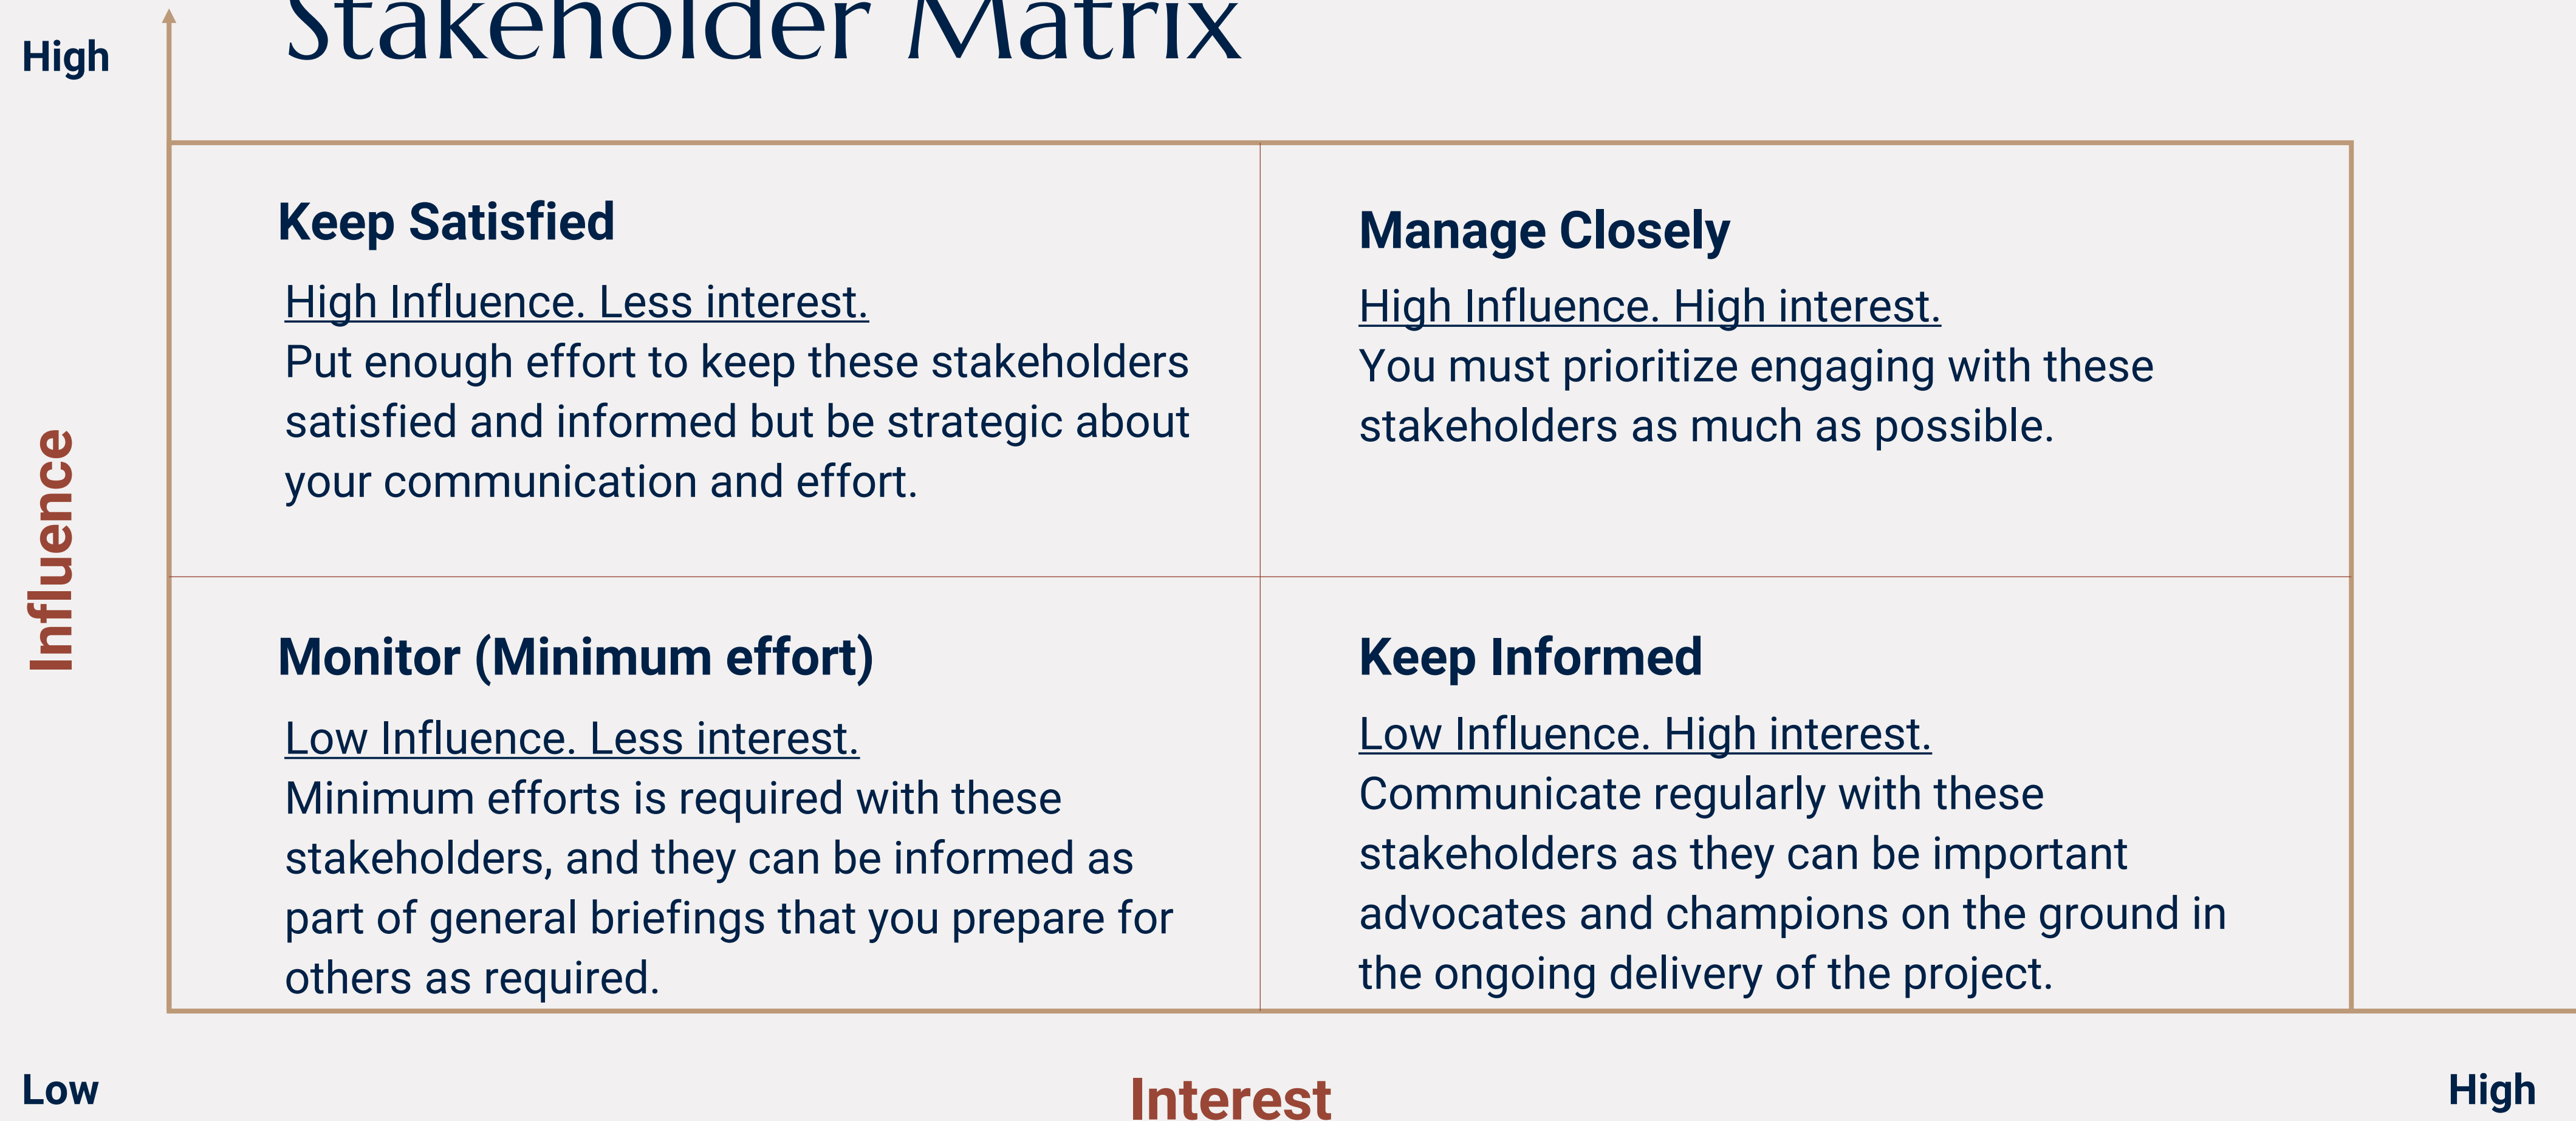 Stakeholder Matrix
High
Keep Satisfied
High Influence. Less interest.
Put enough effort to keep these stakeholders
satisfied and informed but be strategic about
your communication and effort.
Manage Closely
High Influence. High interest.
You must prioritize engaging with these
stakeholders as much as possible.
Influence
Monitor (Minimum effort)
Low Influence. Less interest.
Minimum efforts is required with these
stakeholders, and they can be informed as
part of general briefings that you prepare for
others as required.
Keep Informed
Low Influence. High interest.
Communicate regularly with these
stakeholders as they can be important
advocates and champions on the ground in
the ongoing delivery of the project.
Low
Interest
High